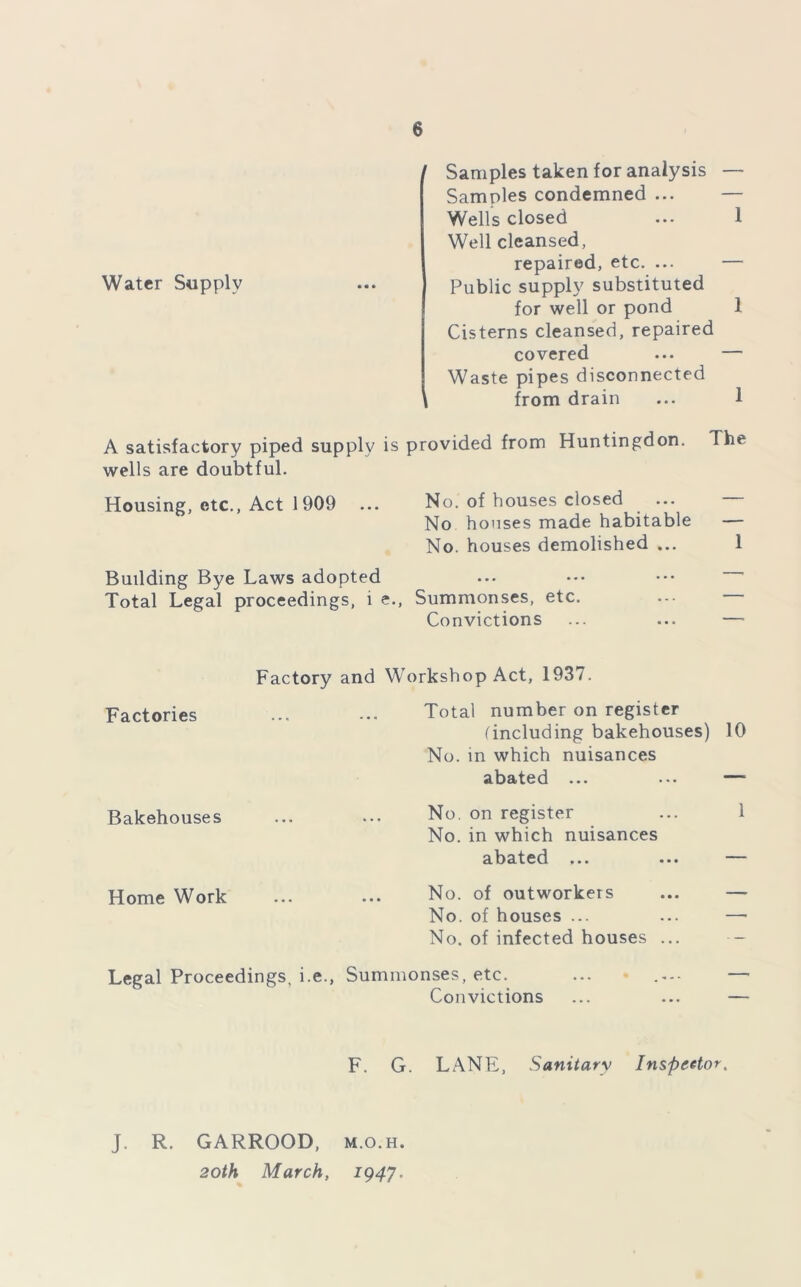 6
Samples taken for analysis —
Samples condemned ... —
Wells closed ... 1
Well cleansed,
repaired, etc. ... —
Water Supply ... Public supply substituted
for well or pond 1
Cisterns cleansed, repaired
covered ... —
Waste pipes disconnected
from drain ... 1
A satisfactory piped supply is provided from Huntingdon. The
wells are doubtful.
Housing, etc., Act 1909 ... No. of houses closed ... —
No houses made habitable —
No. houses demolished ... 1
Building Bye Laws adopted ... ... ... —
Total Legal proceedings, i e., Summonses, etc. ... —
Convictions ... ... —
Factory and Workshop Act, 1937.
Factories ... ... Total number on register
(including bakehouses) 10
No. in which nuisances
abated ... ... —
Bakehouses ... ... No. on register ... 1
No. in which nuisances
abated ... ... —
Home Work ... ... No. of outworkers ... —
No. of houses ... ... —
No. of infected houses ... —
Legal Proceedings, i.e., Summonses, etc. ... .... —
Convictions ... ... —
F. G. LANE, Sanitary Inspector.
J. R. GARROOD, M.O.H.
20th March, 1947.